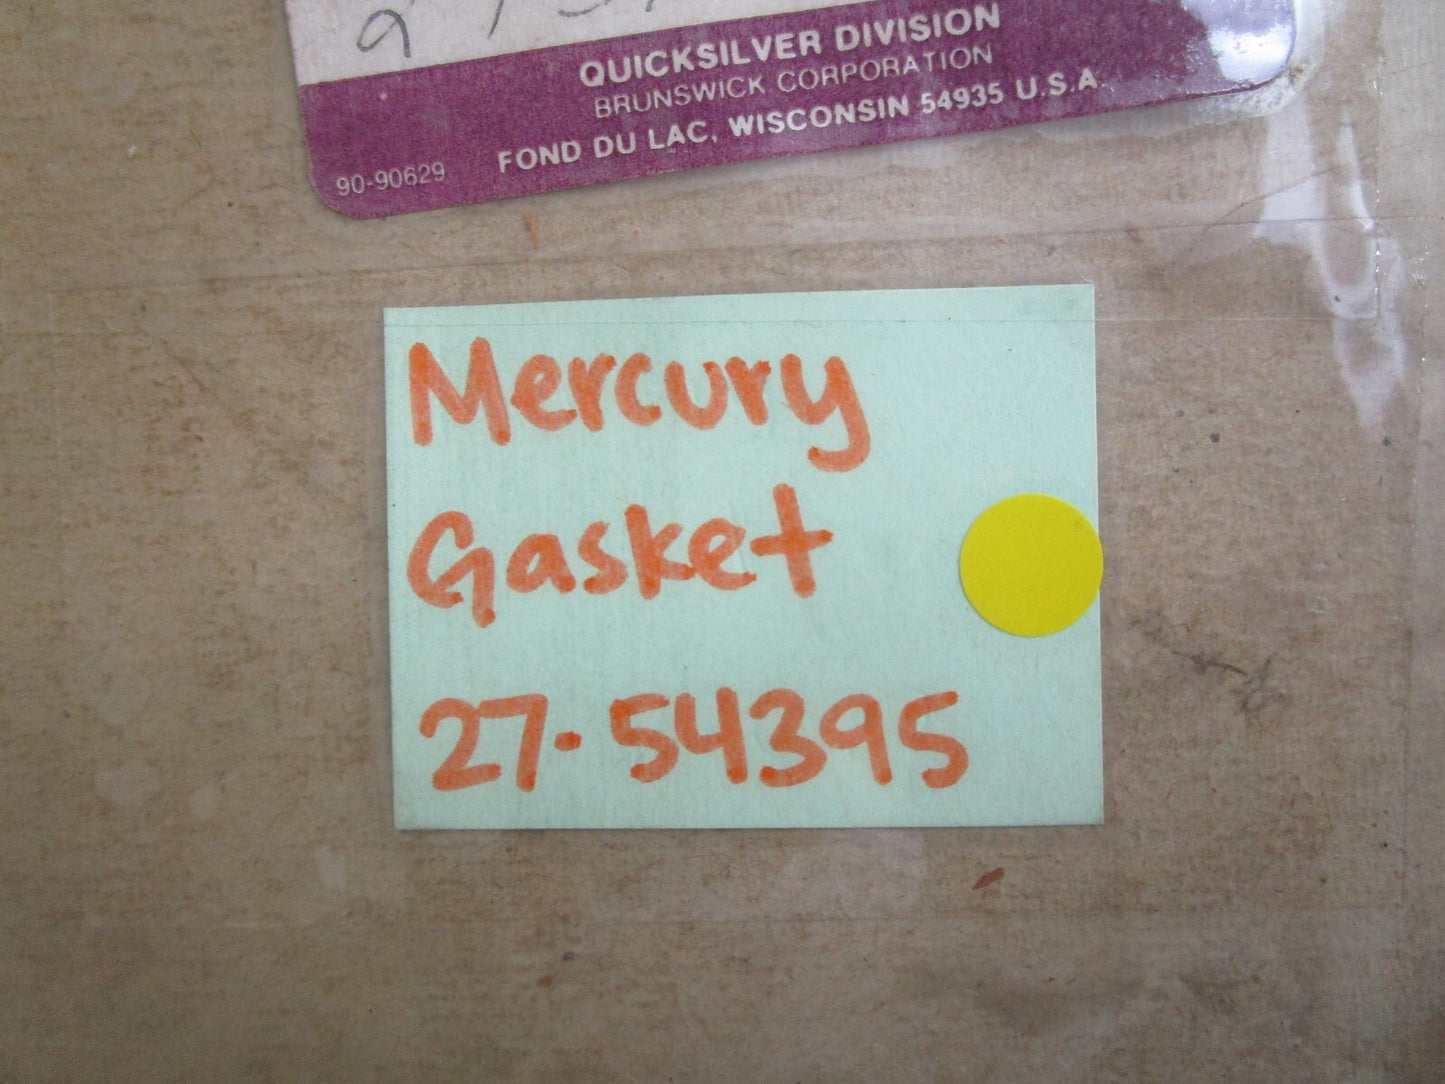 QUICKSILVER DIVISION
BRUNSWICK CORPORATION
FOND DU LAC, WISCONSIN 54935 U.S.A.
90-90629
Mercury
Gasket
27-54395